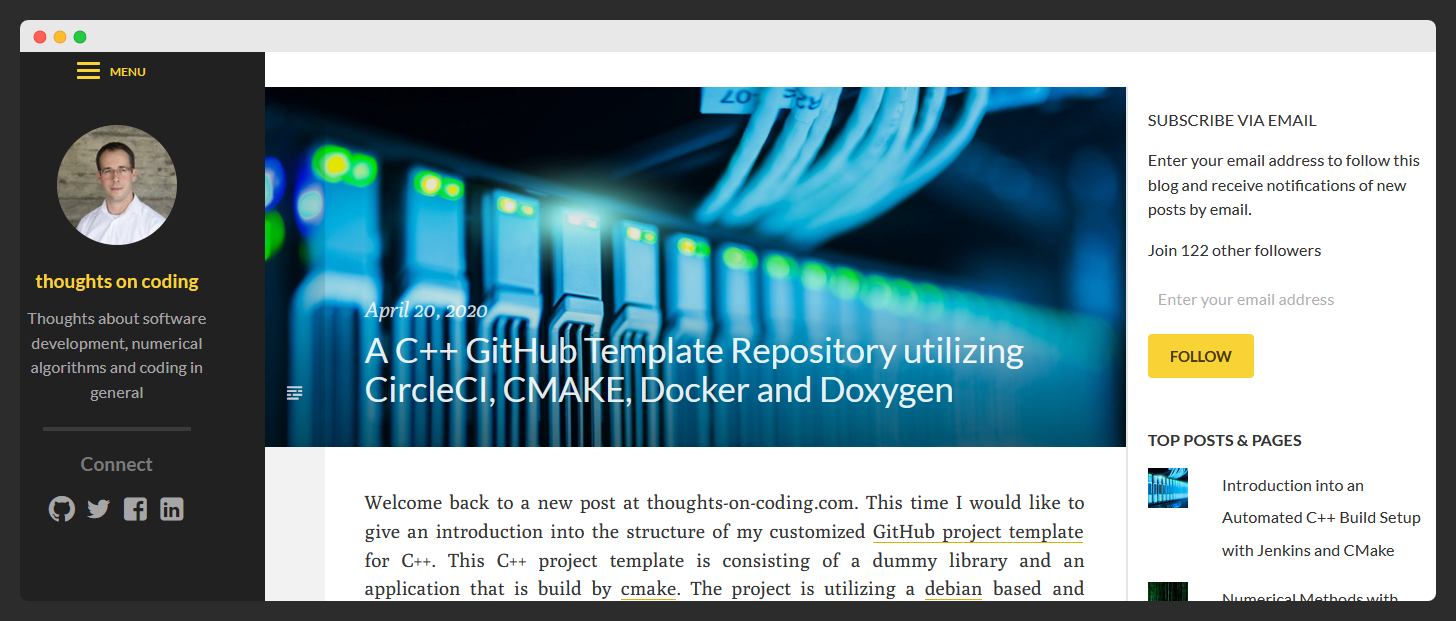 MENU
thoughts on coding
Thoughts about software
development, numerical
algorithms and coding in
general
Connect
April 20, 2020
A C++ GitHub Template Repository utilizing
CircleCI, CMAKE, Docker and Doxygen
Welcome back to a new post at thoughts-on-coding.com. This time I would like to
give an introduction into the structure of my customized GitHub project template
for C++. This C++ project template is consisting of a dummy library and an
application that is build by cmake. The project is utilizing a debian based and
SUBSCRIBE VIA EMAIL
Enter your email address to follow this
blog and receive notifications of new
posts by email.
Join 122 other followers
Enter your email address
FOLLOW
TOP POSTS & PAGES
Introduction into an
Automated C++ Build Setup
with Jenkins and CMake
Numerical Methods with